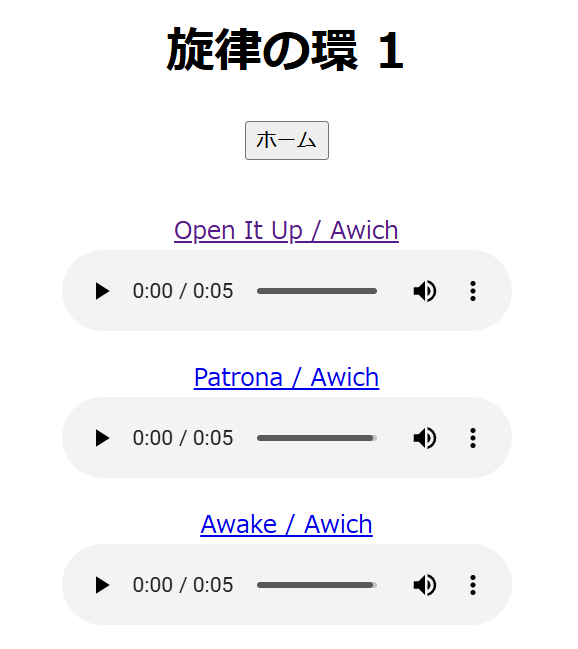 旋律の環 1
ホーム
Open It Up / Awich
0:00 / 0:05
Patrona / Awich
0:00 / 0:05
Awake / Awich
0:00 / 0:05